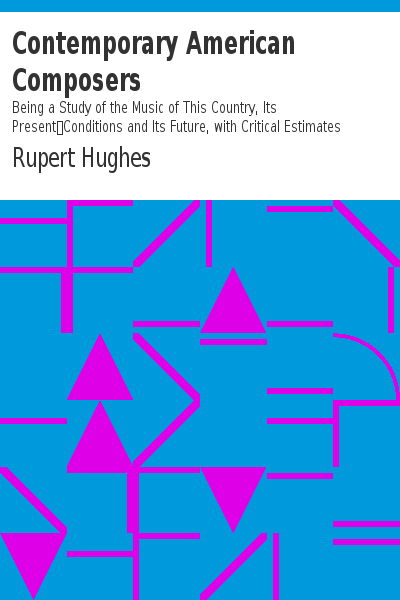 Contemporary American
Composers
Being a Study of the Music of This Country, Its
Present▯Conditions and Its Future, with Critical Estimates
Rupert Hughes